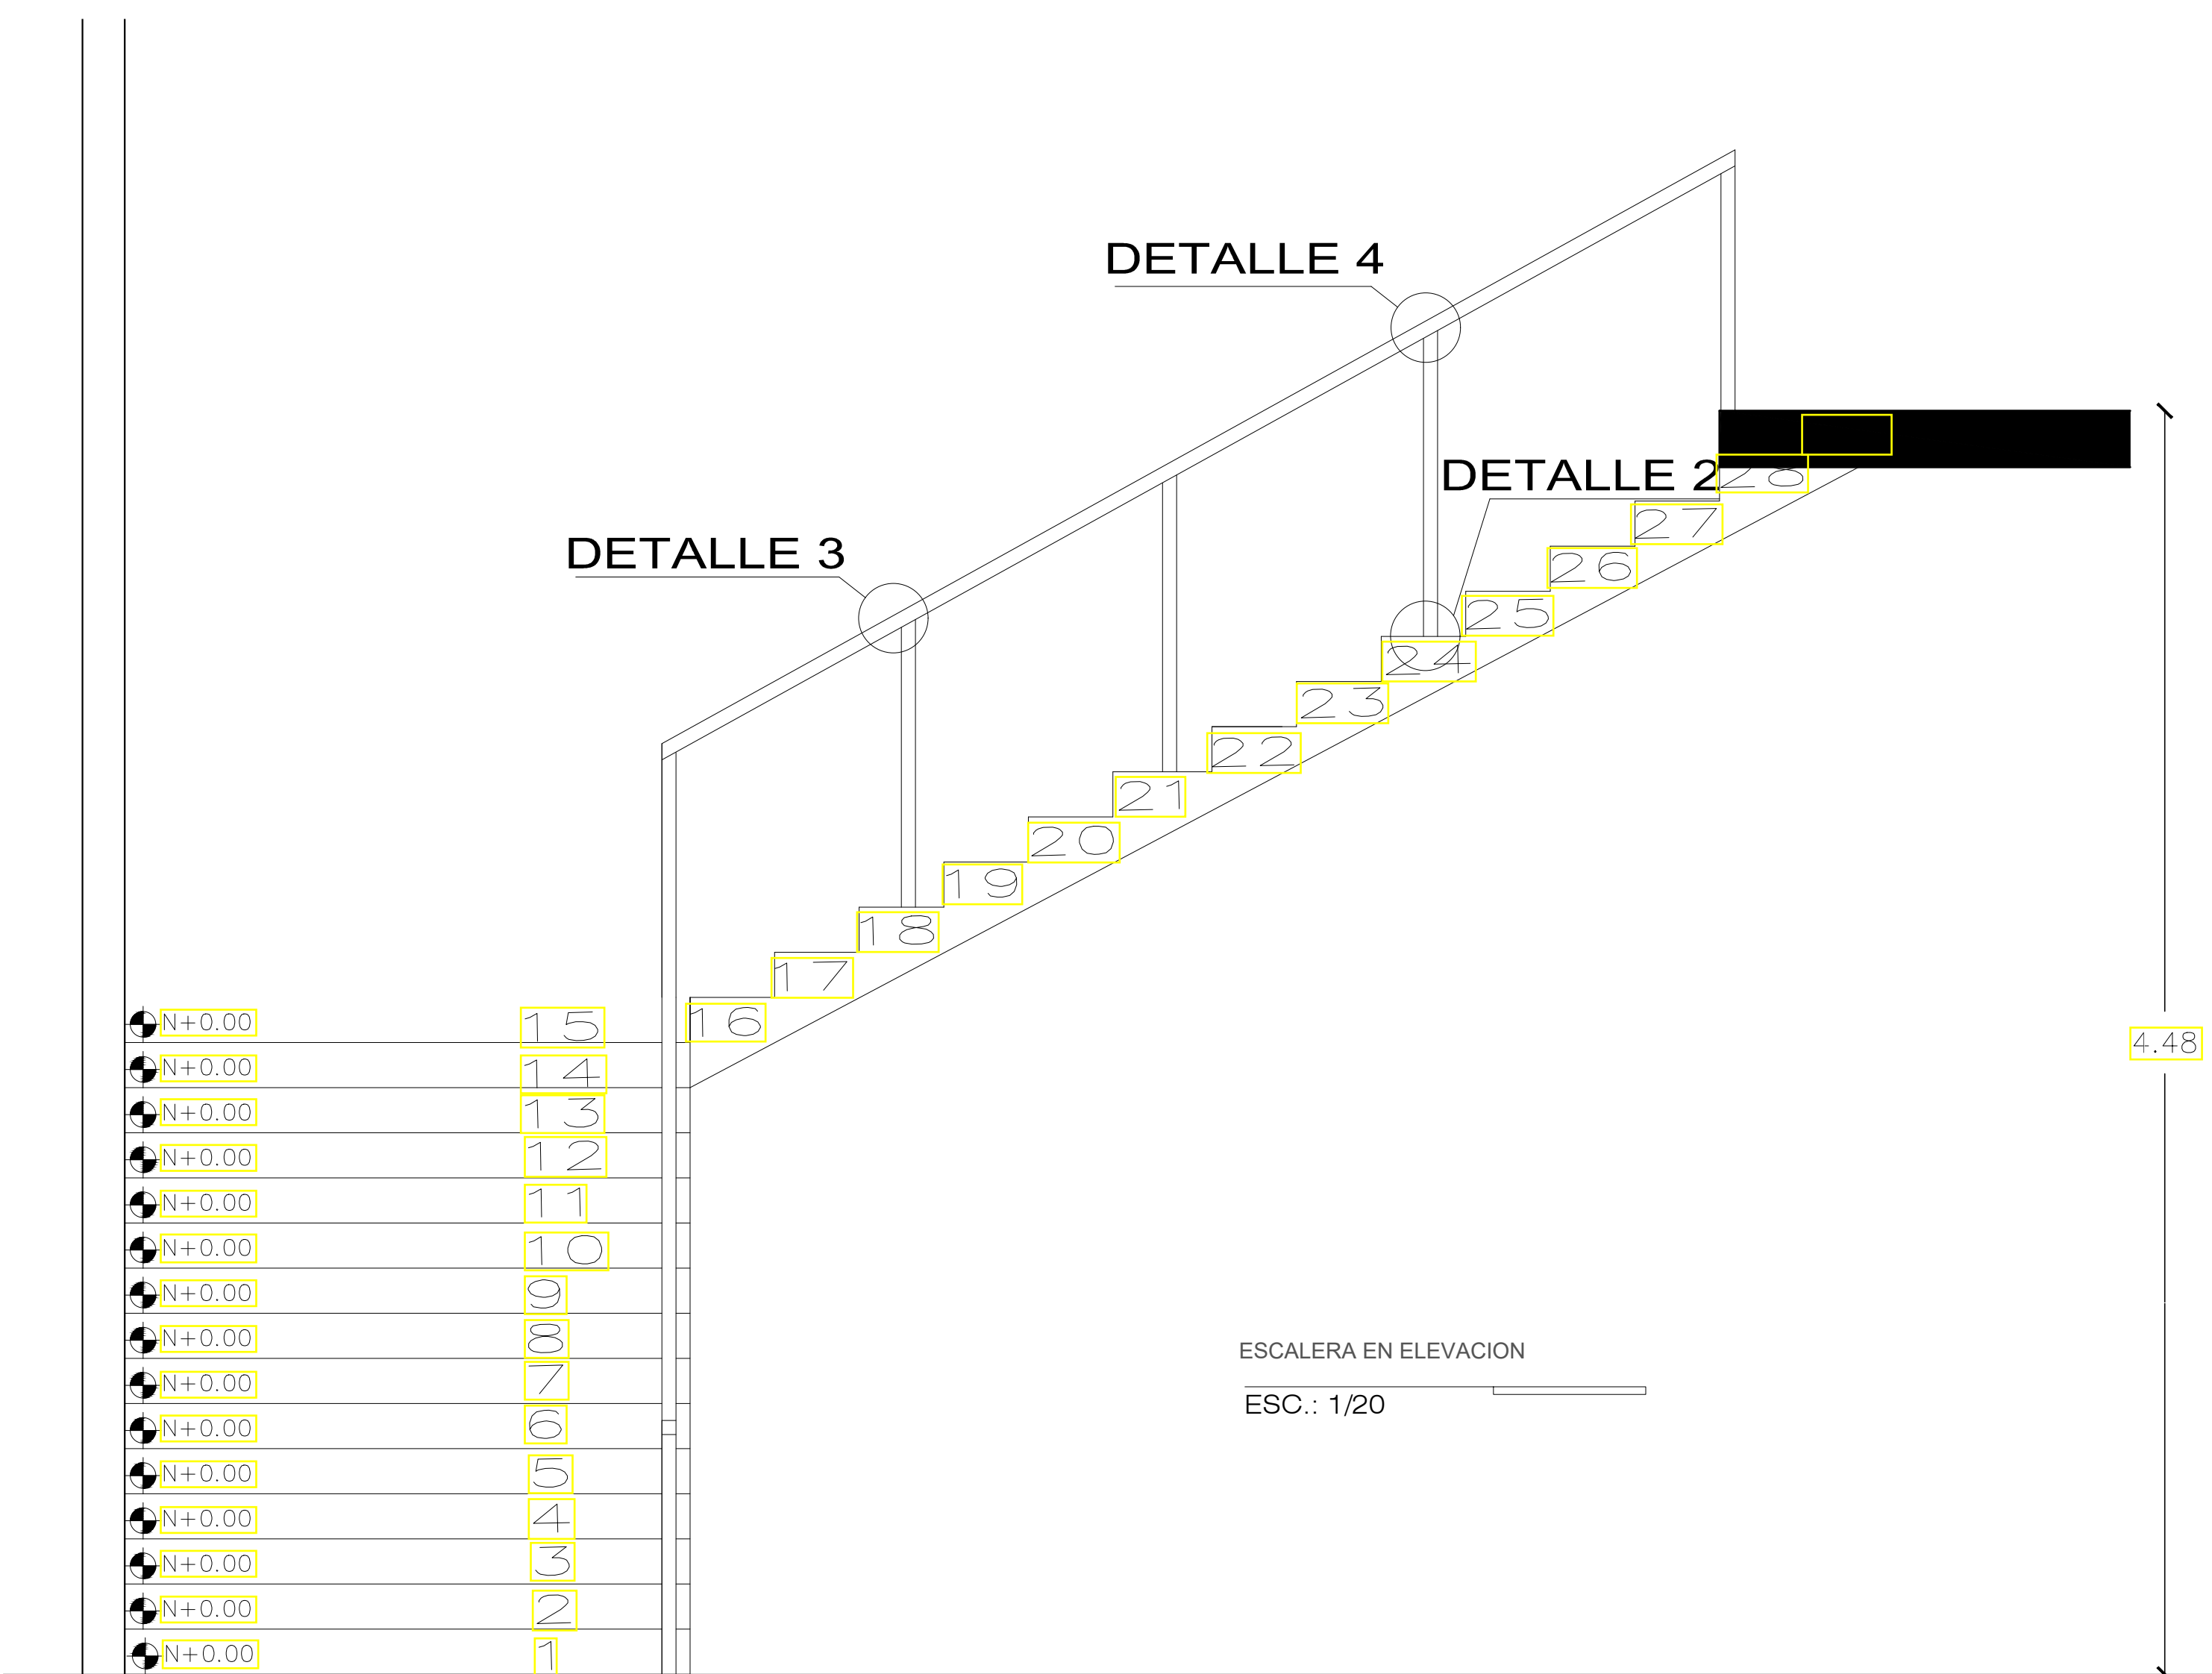 DETALLE 4
DETALLE 2
28
27
DETALLE 3
26
25
24
23
22
21
20
19
18
17
N+0.00 15 16
4.48
N+0.00 14
N+0.00 13
N+0.00 12
N+0.00 11
N+0.00 10
N+0.00 9
N+0.00 8
ESCALERA EN ELEVACION
N+0.00 7
ESC.: 1/20
N+0.00 6
N+0.00 5
N+0.00 4
N+0.00 3
N+0.00 2
N+0.00 1